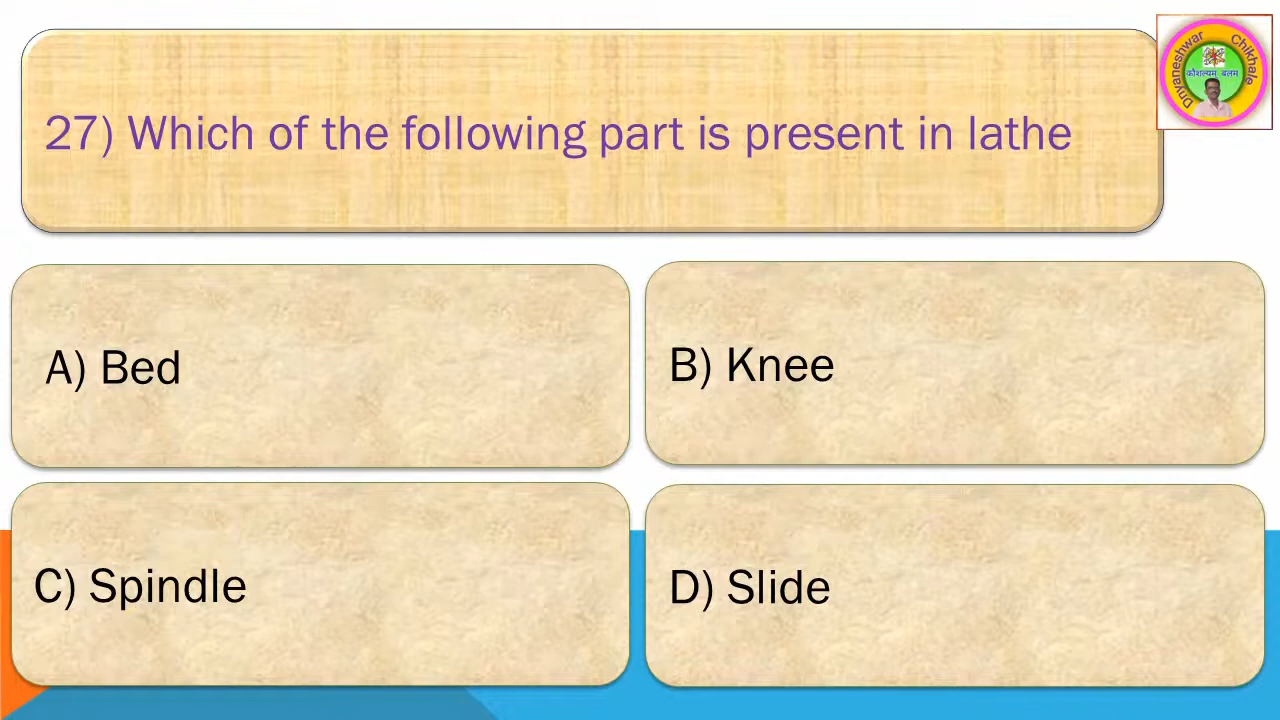 Dnyaneshwar Chikhale
कौशल्यम बलम
27) Which of the following part is present in lathe
A) Bed
B) Knee
C) Spindle
D) Slide